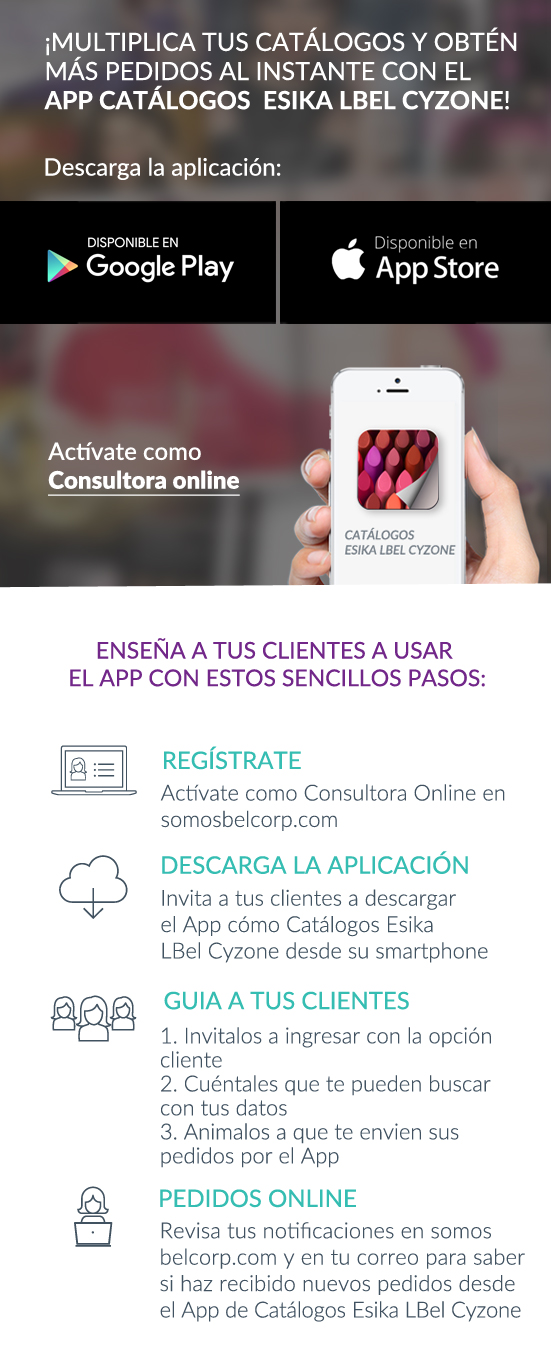 ¡MULTIPLICA TUS CATÁLOGOS Y OBTÉN
MÁS PEDIDOS AL INSTANTE CON EL
APP CATÁLOGOS ESIKA LBEL CYZONE!
Descarga la aplicación:
DISPONIBLE EN
Google Play
Disponible en
App Store
Actívate como
Consultora online
CATÁLOGOS
ESIKA LBEL CYZONE
ENSEÑA A TUS CLIENTES A USAR
EL APP CON ESTOS SENCILLOS PASOS:
REGÍSTRATE
Actívate como Consultora Online en
somosbelcorp.com
DESCARGA LA APLICACIÓN
Invita a tus clientes a descargar
el App cómo Catálogos Esika
LBel Cyzone desde su smartphone
GUIA A TUS CLIENTES
1. Invitalos a ingresar con la opción
cliente
2. Cuéntales que te pueden buscar
con tus datos
3. Animalos a que te envien sus
pedidos por el App
PEDIDOS ONLINE
Revisa tus notificaciones en somos
belcorp.com y en tu correo para saber
si haz recibido nuevos pedidos desde
el App de Catálogos Esika LBel Cyzone